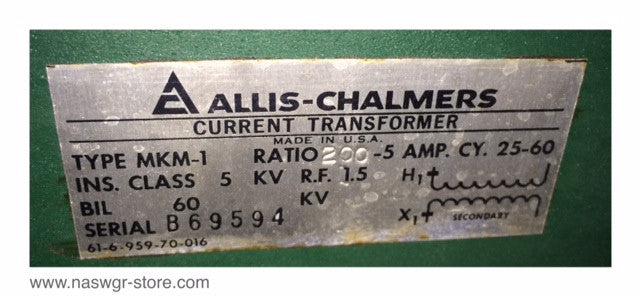 ALLIS-CHALMERS
CURRENT TRANSFORMER
MADE IN U.S.A.
TYPE MKM-1 RATIO 200-5 AMP. CY. 25-60
INS. CLASS 5 KV R.F. 1.5 H1
BIL 60 KV
SERIAL B69594 X1 SECONDARY
61-6-959-70-016
www.naswgr-store.com